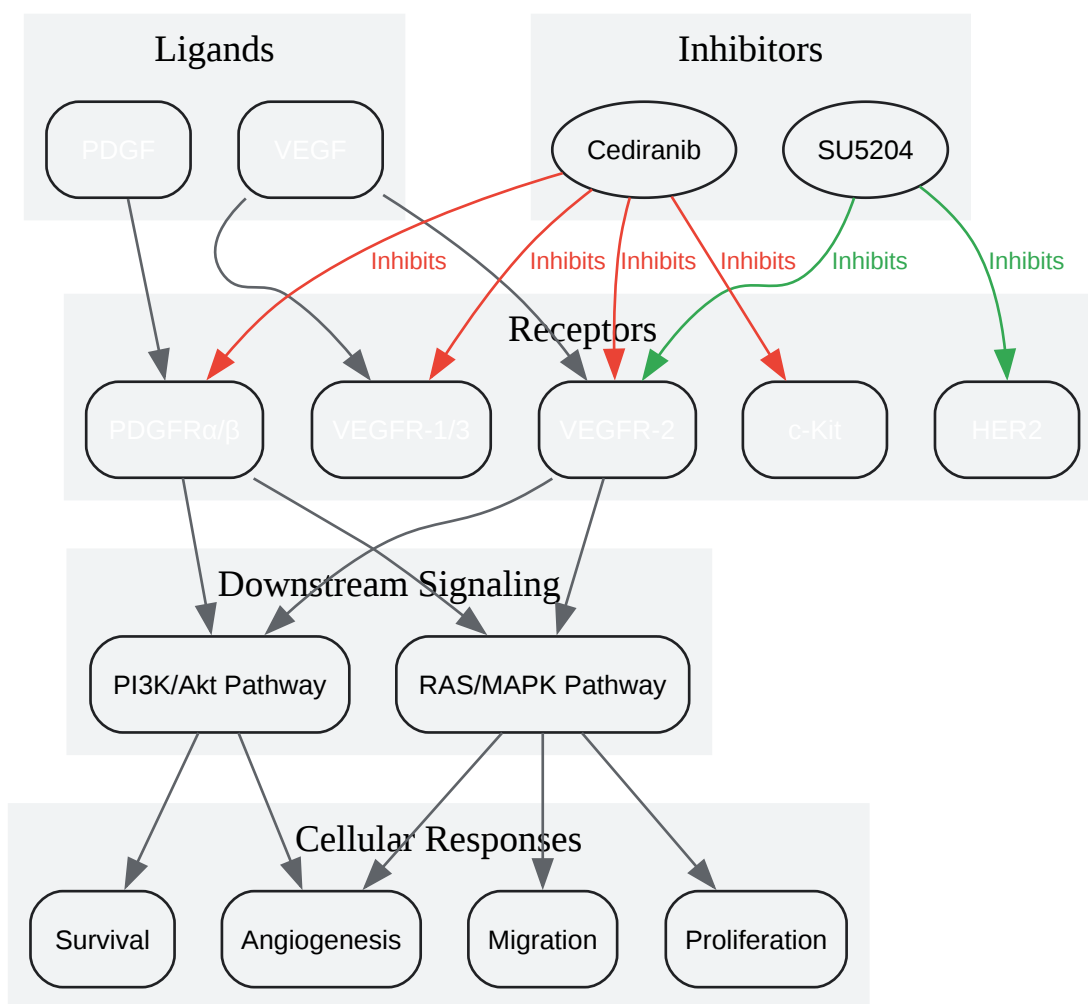 Ligands
Inhibitors
PDGF
VEGF
Cediranib
SU5204
Inhibits
Inhibits
Inhibits
Inhibits
Inhibits
Inhibits
Receptors
PDGFRα/β
VEGFR-1/3
VEGFR-2
c-Kit
HER2
Downstream Signaling
PI3K/Akt Pathway
RAS/MAPK Pathway
Cellular Responses
Survival
Angiogenesis
Migration
Proliferation